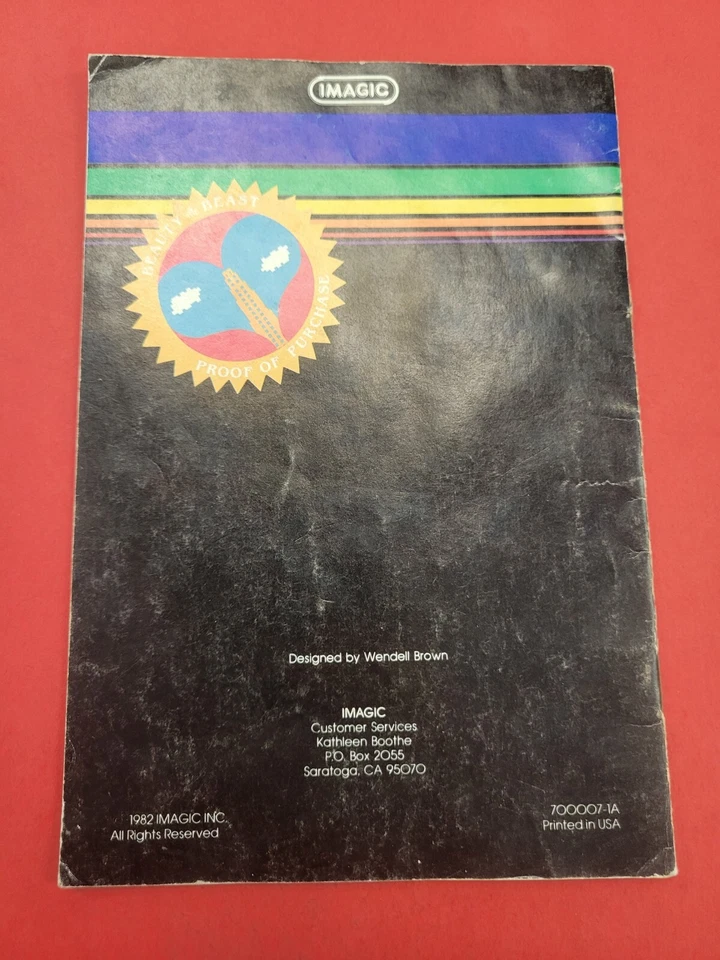 IMAGIC
BEAUTY & BEAST
PROOF OF PURCHASE
Designed by Wendell Brown
IMAGIC
Customer Services
Kathleen Boothe
P.O. Box 2055
Saratoga, CA 95070
1982 IMAGIC INC.
All Rights Reserved
700007-1A
Printed in USA